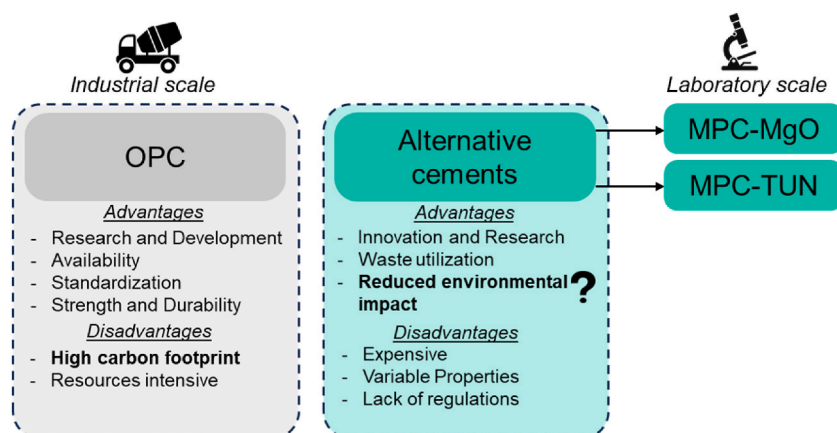 Industrial scale
OPC
Advantages
- Research and Development
- Availability
- Standardization
- Strength and Durability
Disadvantages
- High carbon footprint
- Resources intensive
Alternative
cements
Advantages
- Innovation and Research
- Waste utilization
- Reduced environmental
impact ?
Disadvantages
- Expensive
- Variable Properties
- Lack of regulations
Laboratory scale
MPC-MgO
MPC-TUN